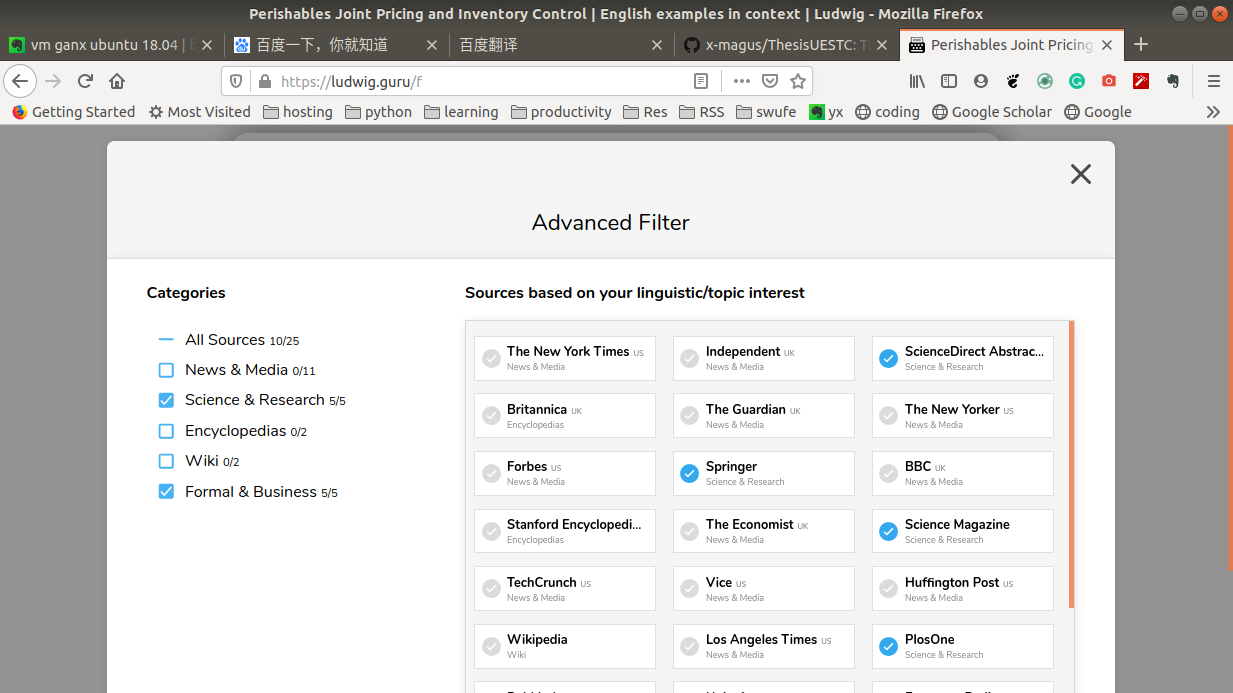 Perishables Joint Pricing and Inventory Control | English examples in context | Ludwig - Mozilla Firefox
vm ganx ubuntu 18.04 |
百度一下，你就知道
百度翻译
x-magus/ThesisUESTC: T
Perishables Joint Pricing
https://ludwig.guru/f
Getting Started
Most Visited
hosting
python
learning
productivity
Res
RSS
swufe
yx
coding
Google Scholar
Google
Advanced Filter
Categories
All Sources 10/25
News & Media 0/11
Science & Research 5/5
Encyclopedias 0/2
Wiki 0/2
Formal & Business 5/5
Sources based on your linguistic/topic interest
The New York Times US
News & Media
Independent UK
News & Media
ScienceDirect Abstrac...
Science & Research
Britannica UK
Encyclopedias
The Guardian UK
News & Media
The New Yorker US
News & Media
Forbes US
News & Media
Springer
Science & Research
BBC UK
News & Media
Stanford Encyclopedi...
Encyclopedias
The Economist UK
News & Media
Science Magazine
Science & Research
TechCrunch US
News & Media
Vice US
News & Media
Huffington Post US
News & Media
Wikipedia
Wiki
Los Angeles Times US
News & Media
PlosOne
Science & Research